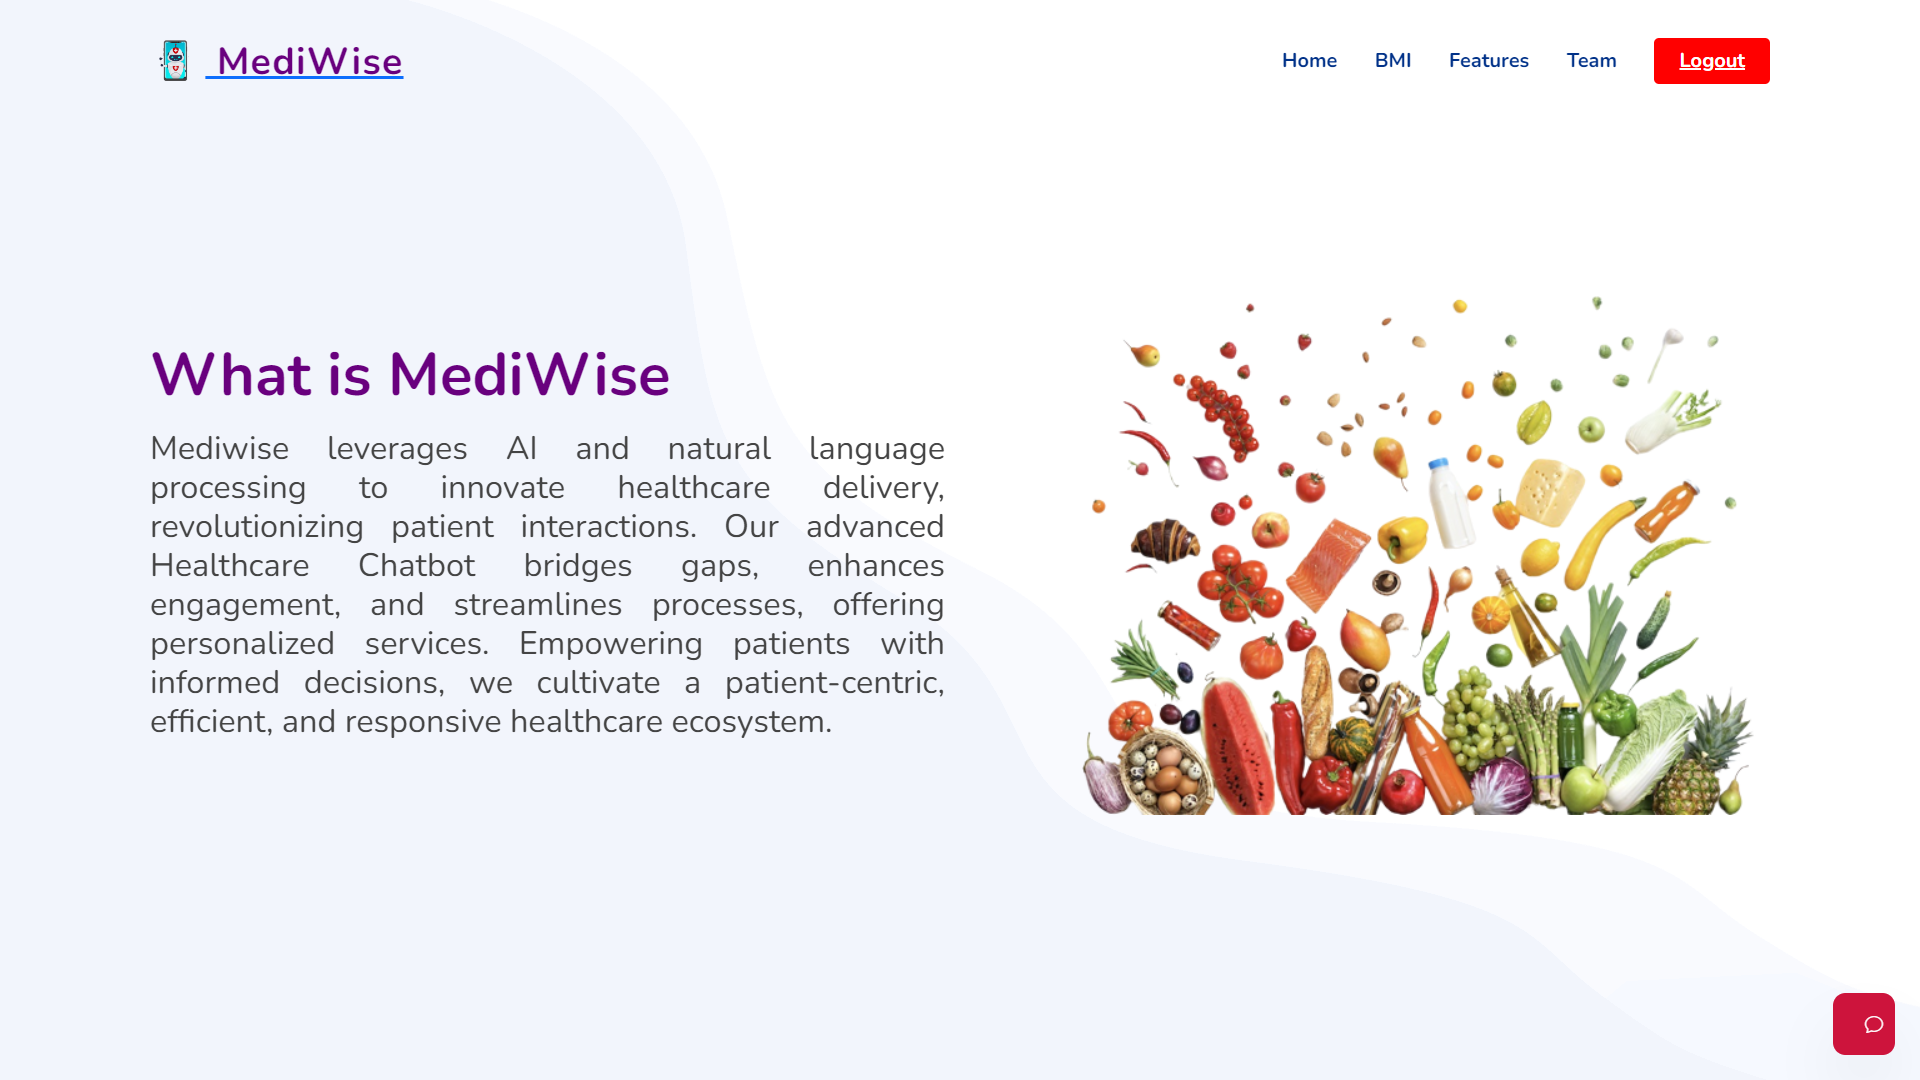 MediWise
Home
BMI
Features
Team
Logout
What is MediWise
Mediwise leverages AI and natural language
processing to innovate healthcare delivery,
revolutionizing patient interactions. Our advanced
Healthcare Chatbot bridges gaps, enhances
engagement, and streamlines processes, offering
personalized services. Empowering patients with
informed decisions, we cultivate a patient-centric,
efficient, and responsive healthcare ecosystem.